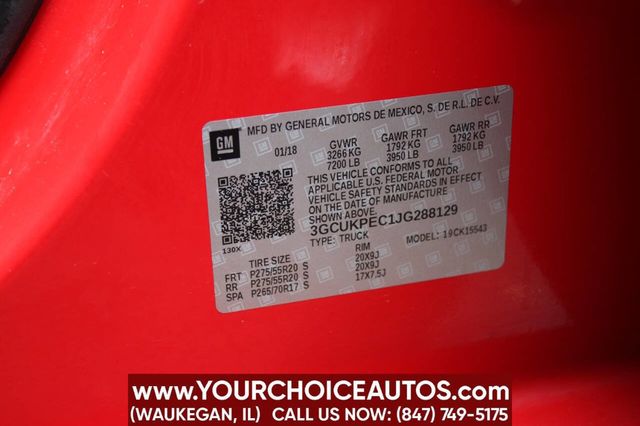 GM
MFD BY GENERAL MOTORS DE MEXICO, S. DE R.L. DE C.V.
01/18 GVWR GAWR FRT GAWR RR
3266 KG 1792 KG 1792 KG
7200 LB 3950 LB 3950 LB
THIS VEHICLE CONFORMS TO ALL
APPLICABLE U.S. FEDERAL MOTOR
VEHICLE SAFETY STANDARDS IN EFFECT
ON THE DATE OF MANUFACTURE
SHOWN ABOVE.
3GCUKPEC1JG288129
TYPE: TRUCK MODEL: 19CK15543
130X
TIRE SIZE RIM
FRT P275/55R20 S 20X9J
RR P275/55R20 S 20X9J
SPA P265/70R17 S 17X7.5J
WWW.YOURCHOICEAUTOS.COM
(WAUKEGAN, IL) CALL US NOW: (847) 749-5175